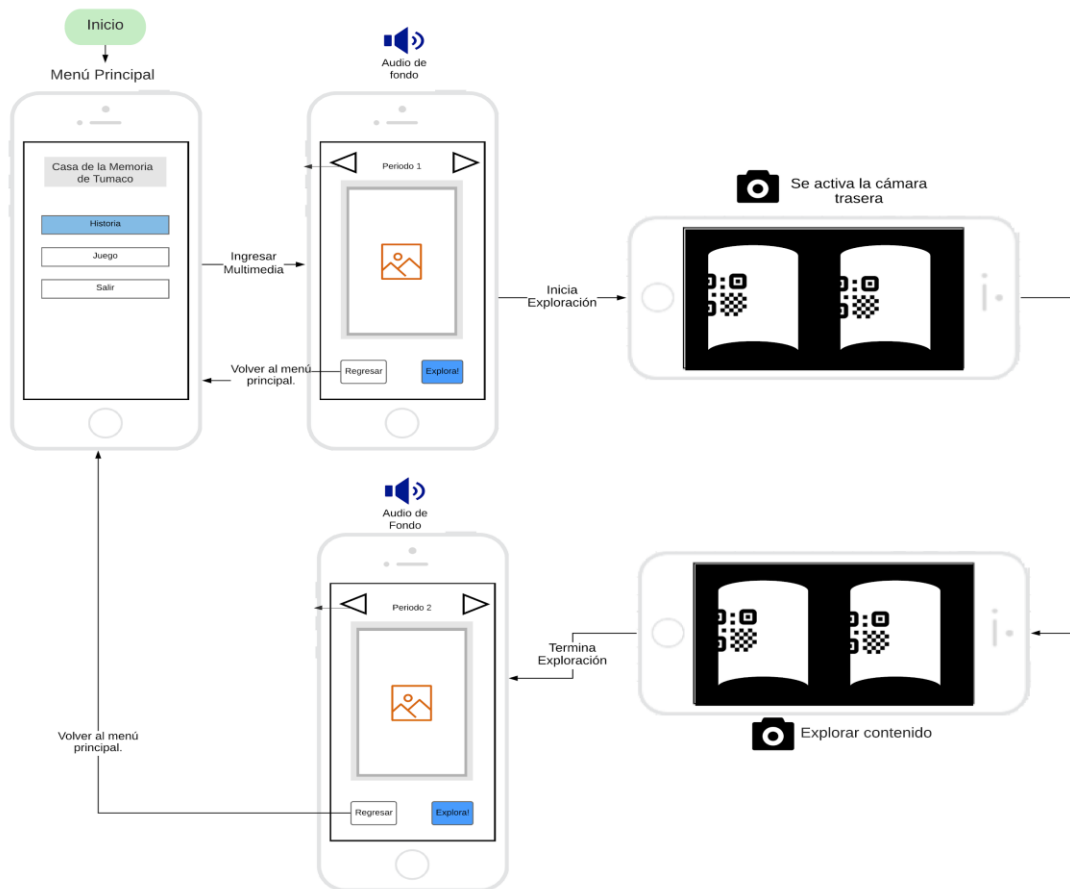 Inicio
Menú Principal
Casa de la Memoria
de Tumaco
Historia
Juego
Salir
Ingresar
Multimedia
Audio de
fondo
Periodo 1
Regresar
Explora!
Volver al menú
principal.
Inicia
Exploración
Se activa la cámara
trasera
Explorar contenido
Termina
Exploración
Audio de
Fondo
Periodo 2
Regresar
Explora!
Volver al menú
principal.